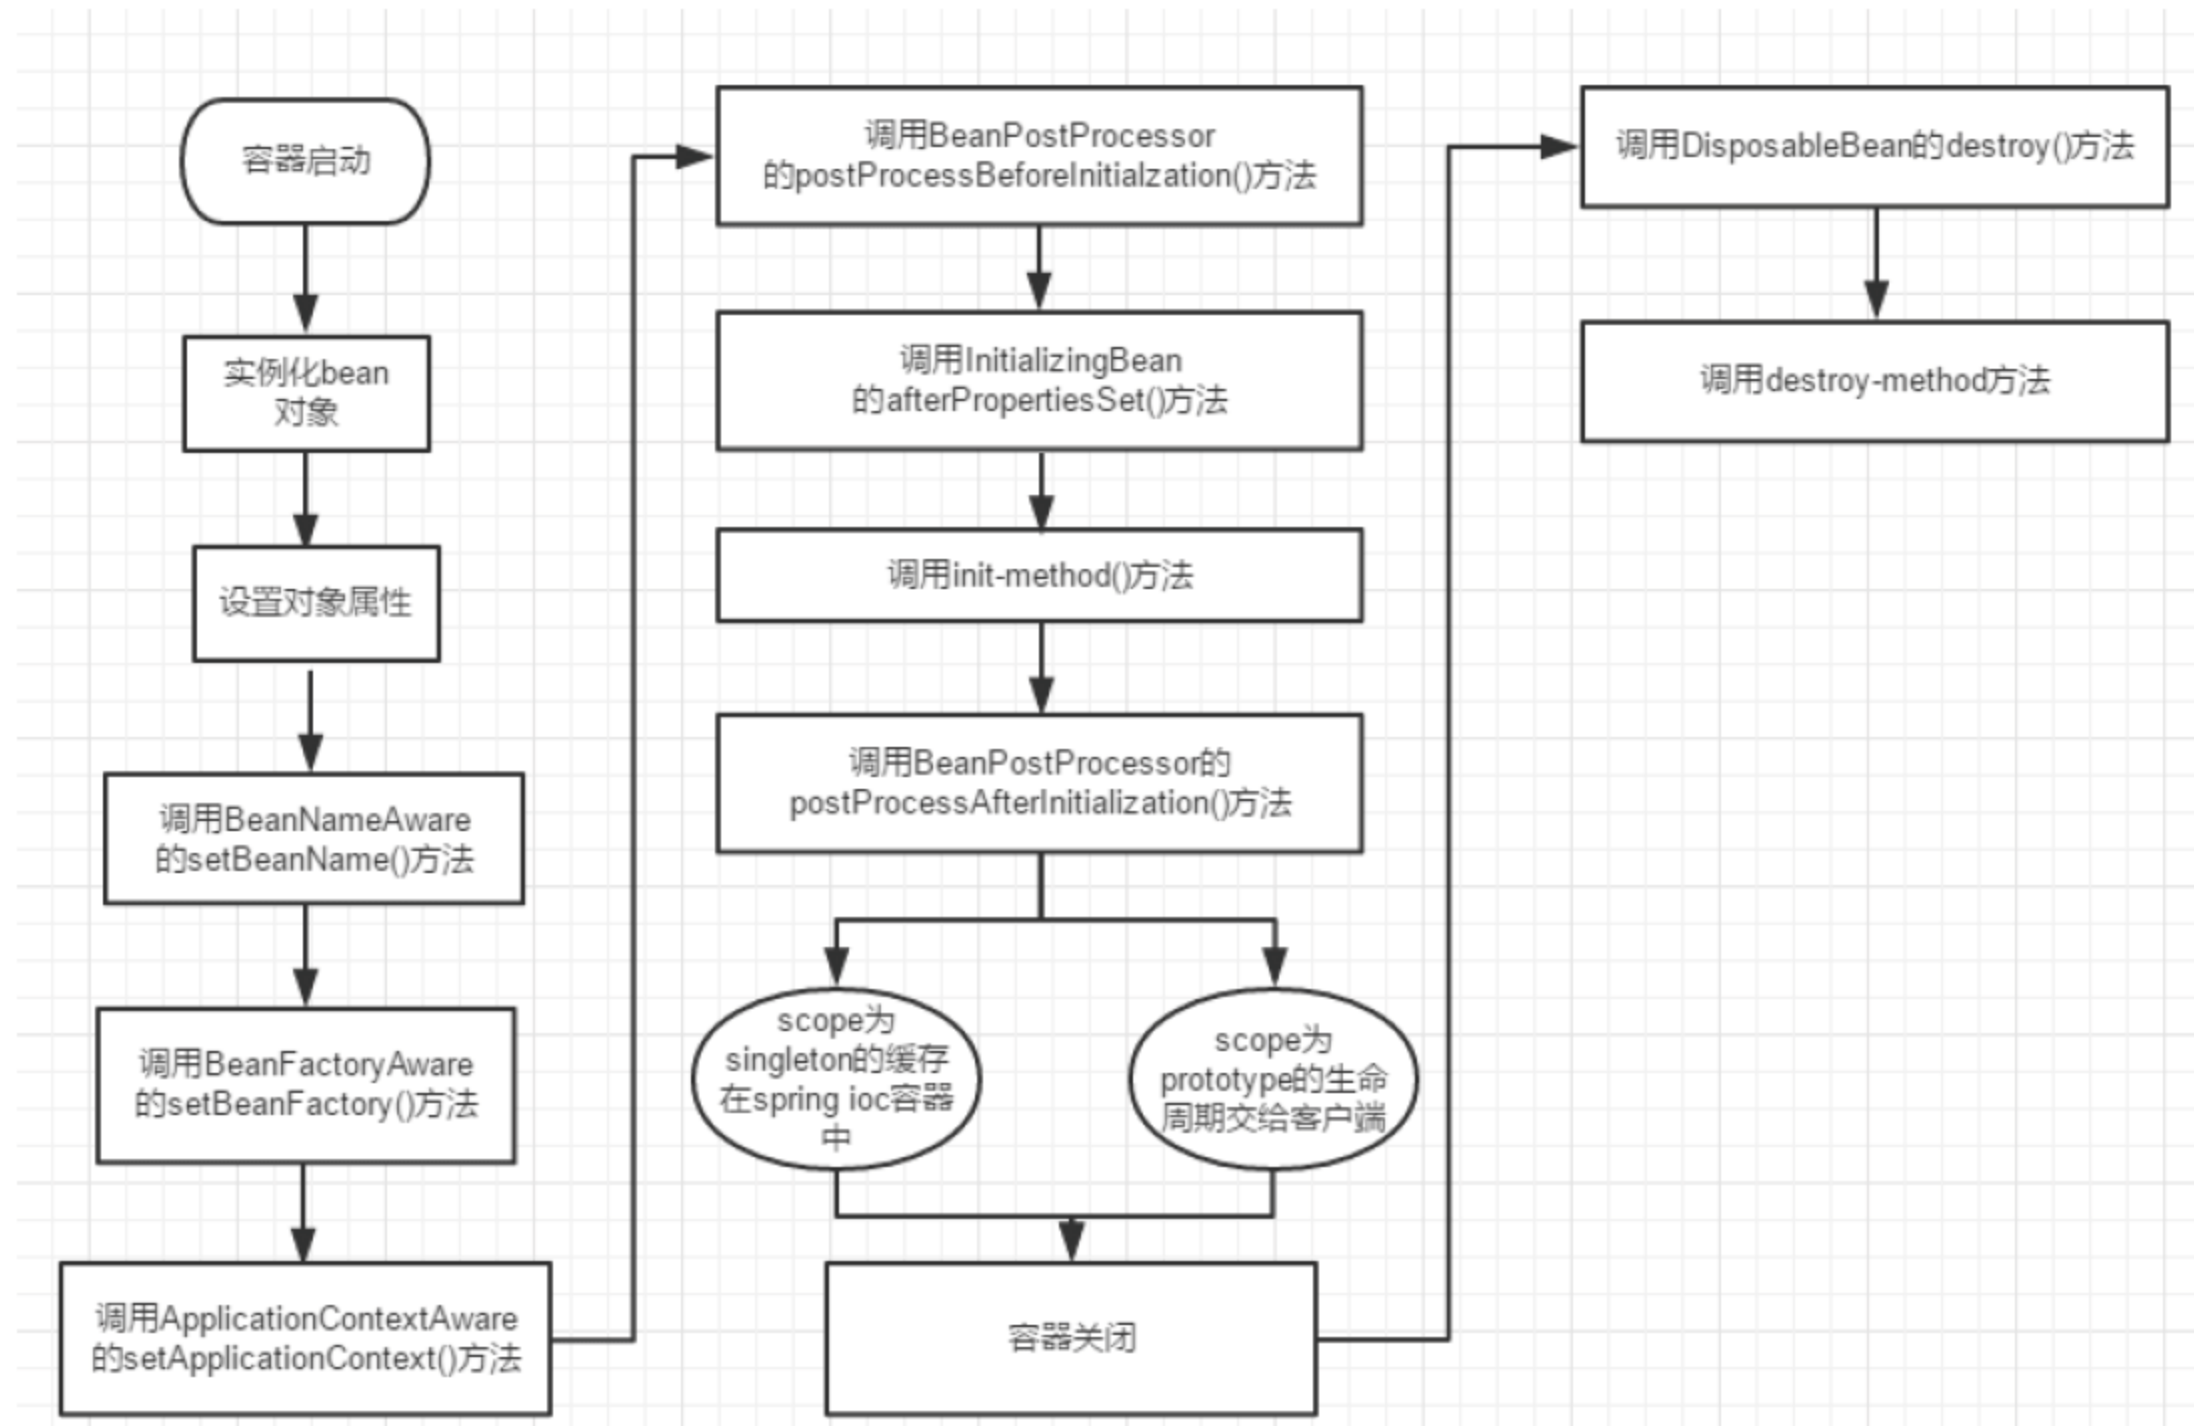 容器启动
实例化bean
对象
设置对象属性
调用BeanNameAware
的setBeanName()方法
调用BeanFactoryAware
的setBeanFactory()方法
调用ApplicationContextAware
的setApplicationContext()方法
调用BeanPostProcessor
的postProcessBeforeInitialzation()方法
调用InitializingBean
的afterPropertiesSet()方法
调用init-method()方法
调用BeanPostProcessor的
postProcessAfterInitialization()方法
scope为
singleton的缓存
在spring ioc容器
中
scope为
prototype的生命
周期交给客户端
容器关闭
调用DisposableBean的destroy()方法
调用destroy-method方法